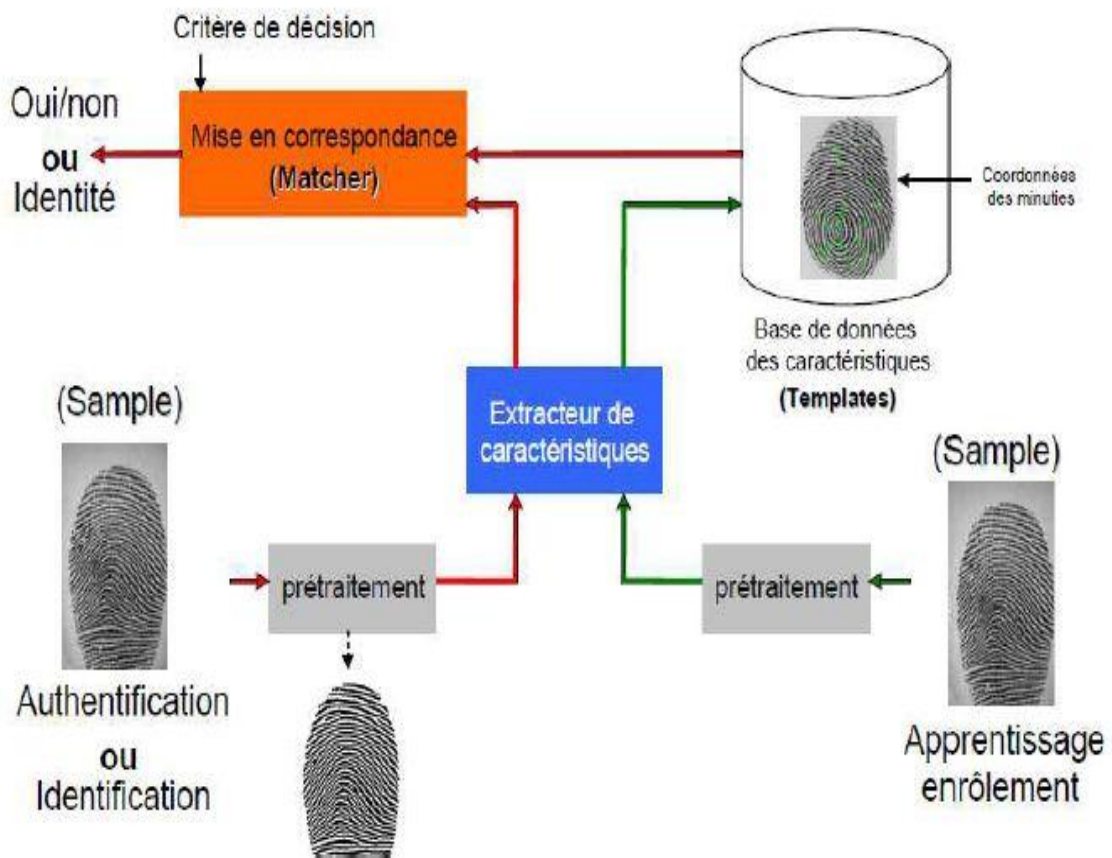 Critère de décision
Oui/non
ou
Identité
Mise en correspondance
(Matcher)
Coordonnées
des minuties
Base de données
des caractéristiques
(Templates)
(Sample)
Extracteur de
caractéristiques
(Sample)
prétraitement
prétraitement
Authentification
ou
Identification
Apprentissage
enrôlement